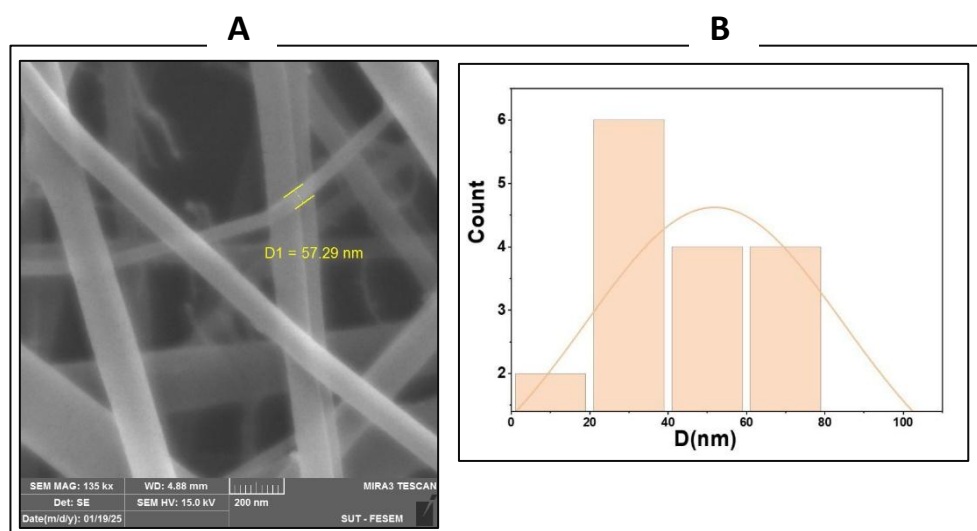 A
B
D1 = 57.29 nm
SEM MAG: 135 kx
WD: 4.88 mm
MIRA3 TESCAN
Det: SE
SEM HV: 15.0 kV
200 nm
Date(m/d/y): 01/19/25
SUT - FESEM
Count
6
5
4
3
2
0
20
40
60
80
100
D(nm)